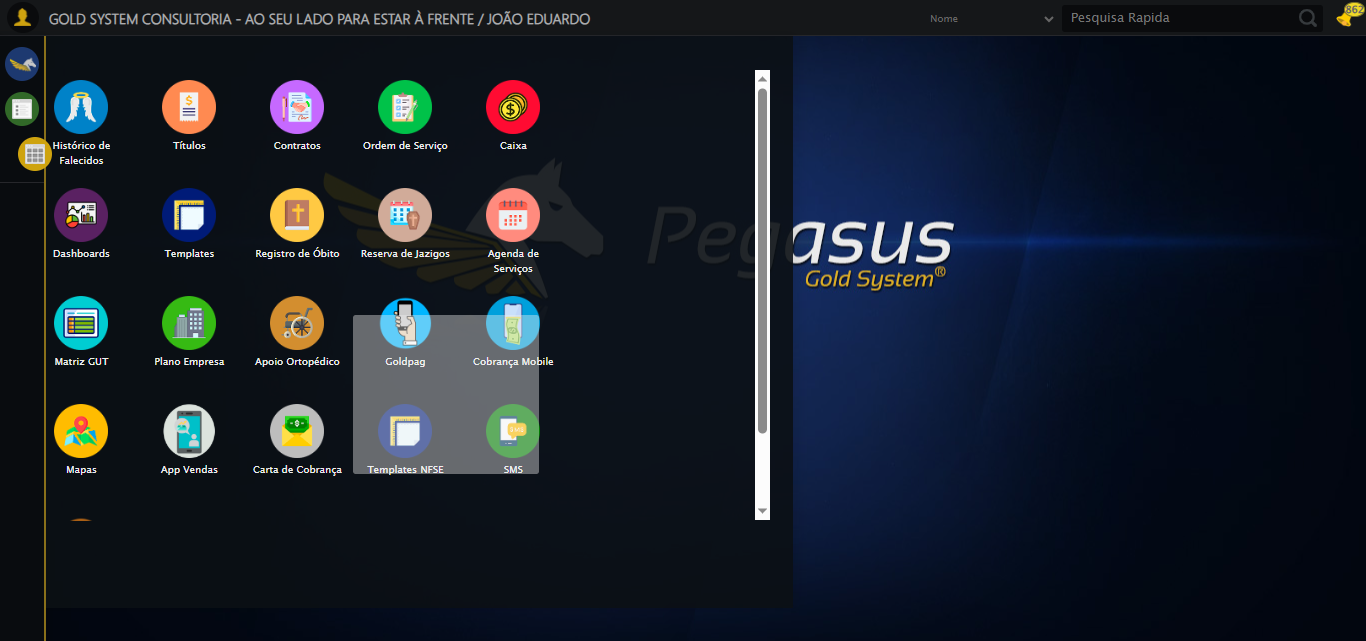 GOLD SYSTEM CONSULTORIA - AO SEU LADO PARA ESTAR À FRENTE / JOÃO EDUARDO
Nome
Pesquisa Rapida
862
Histórico de
Falecidos
Títulos
Contratos
Ordem de Serviço
Caixa
Dashboards
Templates
Registro de Óbito
Reserva de Jazigos
Agenda de
Serviços
Pegasus
Gold System®
Matriz GUT
Plano Empresa
Apoio Ortopédico
Goldpag
Cobrança Mobile
Mapas
App Vendas
Carta de Cobrança
Templates NFSE
SMS